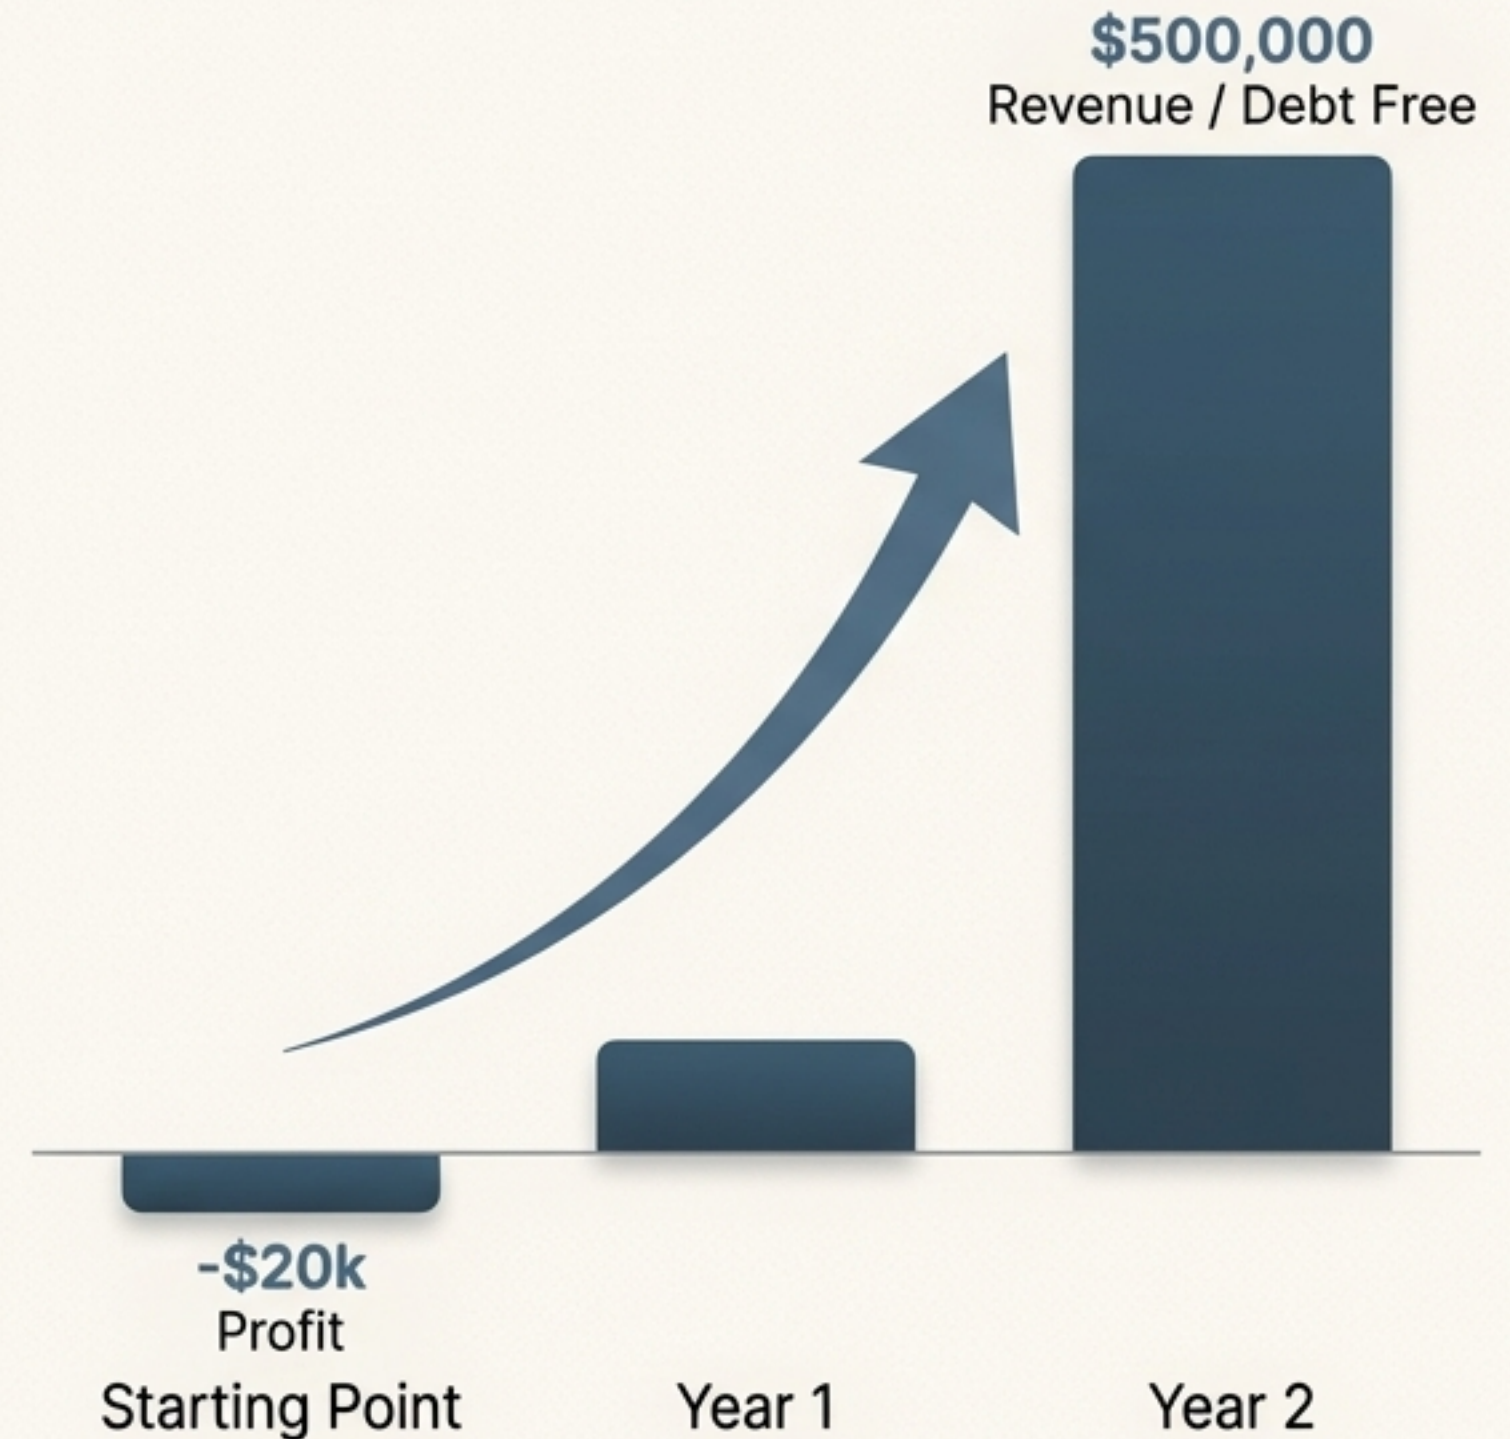 $500,000
Revenue / Debt Free
-$20k
Profit
Starting Point
Year 1
Year 2